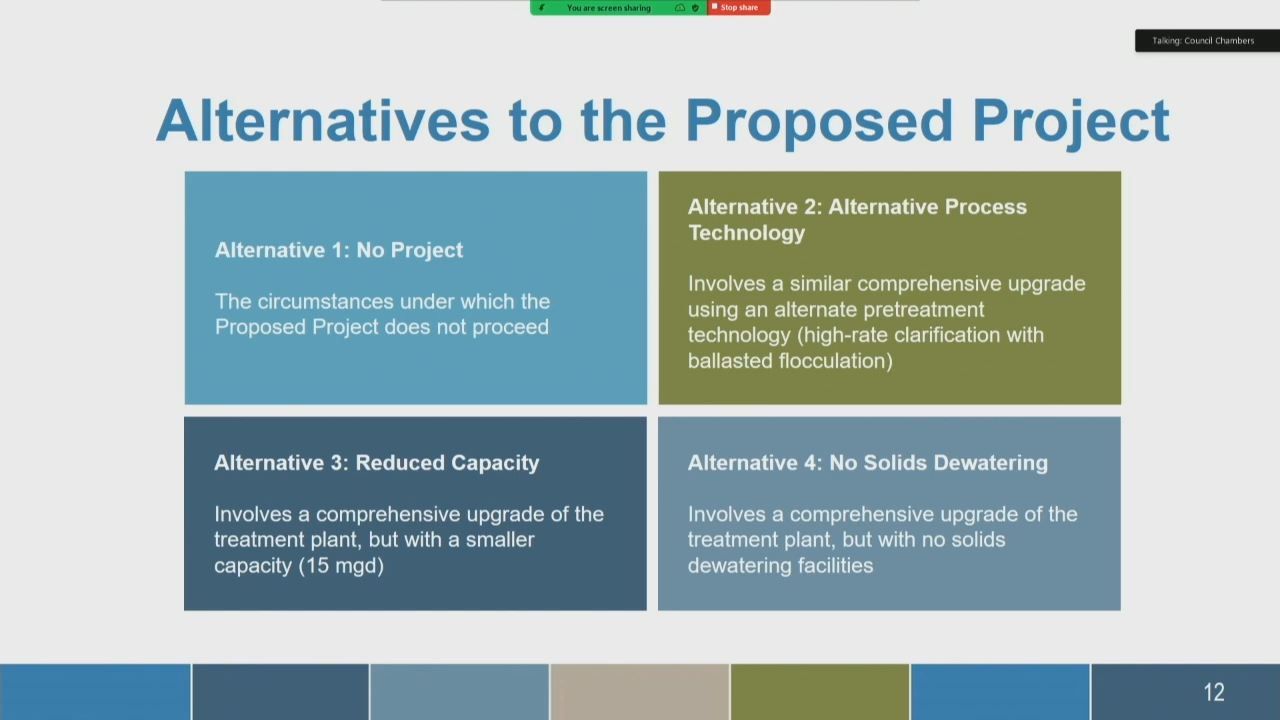 You are screen sharing
Stop share
Talking: Council Chambers
Alternatives to the Proposed Project
Alternative 1: No Project
The circumstances under which the
Proposed Project does not proceed
Alternative 2: Alternative Process
Technology
Involves a similar comprehensive upgrade
using an alternate pretreatment
technology (high-rate clarification with
ballasted flocculation)
Alternative 3: Reduced Capacity
Involves a comprehensive upgrade of the
treatment plant, but with a smaller
capacity (15 mgd)
Alternative 4: No Solids Dewatering
Involves a comprehensive upgrade of the
treatment plant, but with no solids
dewatering facilities
12